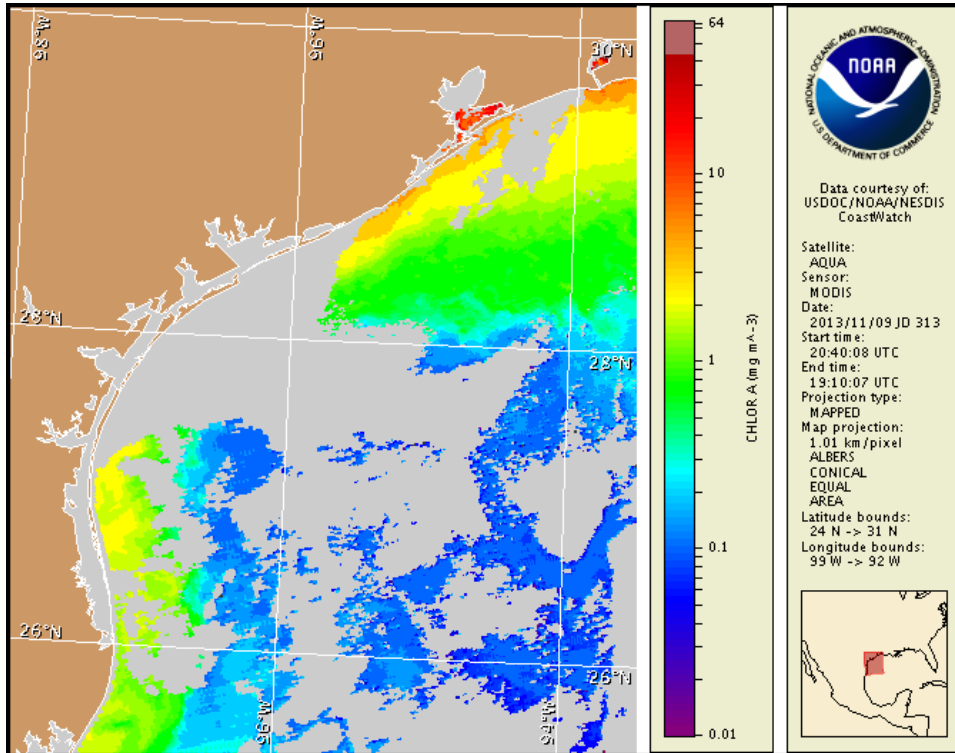 98°W
96°W
30°N
28°N
28°N
26°N
26°N
96°W
94°W
64
10
1
0.1
0.01
CHLOR A (mg m^-3)
NATIONAL OCEANIC AND ATMOSPHERIC ADMINISTRATION
NOAA
U.S. DEPARTMENT OF COMMERCE
Data courtesy of:
USDOC/NOAA/NESDIS
CoastWatch
Satellite:
AQUA
Sensor:
MODIS
Date:
2013/11/09 JD 313
Start time:
20:40:08 UTC
End time:
19:10:07 UTC
Projection type:
MAPPED
Map projection:
1.01 km/pixel
ALBERS
CONICAL
EQUAL
AREA
Latitude bounds:
24 N -> 31 N
Longitude bounds:
99 W -> 92 W